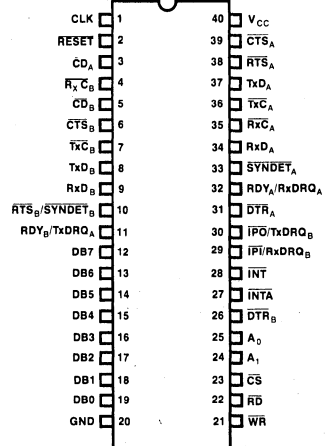 CLK 1 40 VCC
RESET 2 39 CTSA
CDA 3 38 RTSA
RxCB 4 37 TxDA
CDB 5 36 TxCA
CTSB 6 35 RxCA
TxCB 7 34 RxDA
TxDB 8 33 SYNDETA
RxDB 9 32 RDYA/RxDRQA
RTSB/SYNDETB 10 31 DTRA
RDYB/TxDRQA 11 30 IPO/TxDRQB
DB7 12 29 IPI/RxDRQB
DB6 13 28 INT
DB5 14 27 INTA
DB4 15 26 DTRB
DB3 16 25 A0
DB2 17 24 A1
DB1 18 23 CS
DB0 19 22 RD
GND 20 21 WR